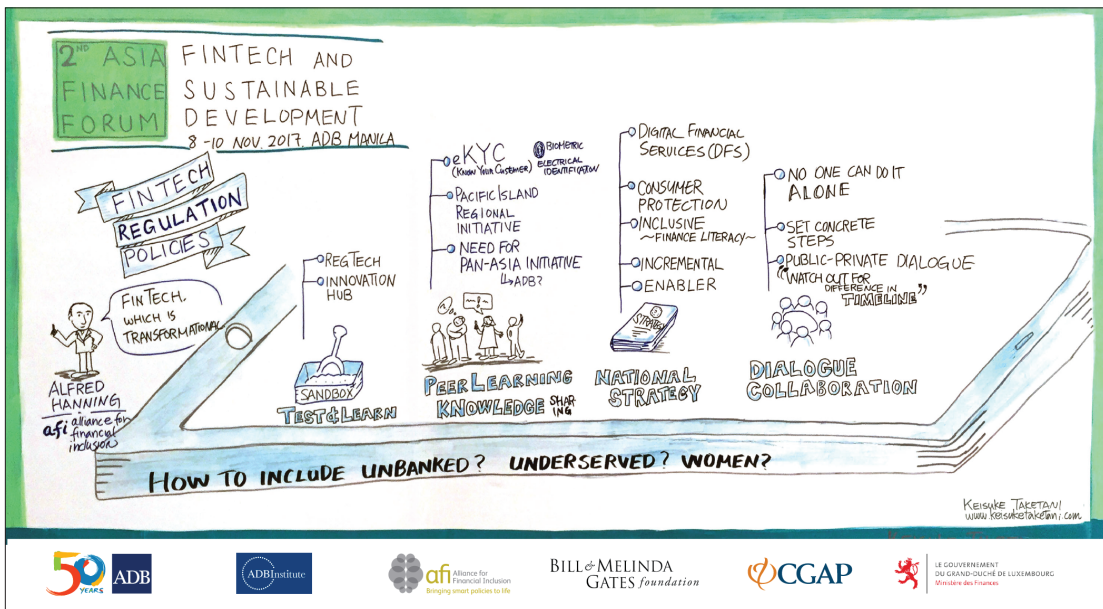 2ND ASIA
FINANCE
FORUM
FINTECH AND
SUSTAINABLE
DEVELOPMENT
8-10 NOV. 2017. ADB MANILA
FINTECH
REGULATION
POLICIES
FINTECH,
WHICH IS
TRANSFORMATIONAL
ALFRED
HANNING
afi alliance for
financial
inclusion
REGTECH
INNOVATION
HUB
SANDBOX
TEST & LEARN
eKYC
(KNOW YOUR CUSTOMER)
BIOMETRIC
ELECTRICAL
IDENTIFICATION
PACIFIC ISLAND
REGIONAL
INITIATIVE
NEED FOR
PAN-ASIA INITIATIVE
↳ADB?
PEER LEARNING
KNOWLEDGE SHAR
ING
DIGITAL FINANCIAL
SERVICES (DFS)
CONSUMER
PROTECTION
INCLUSIVE
~FINANCE LITERACY~
INCREMENTAL
ENABLER
STRATEGY
NATIONAL
STRATEGY
NO ONE CAN DO IT
ALONE
SET CONCRETE
STEPS
PUBLIC-PRIVATE DIALOGUE
"WATCH OUT FOR
DIFFERENCE IN
TIMELINE"
DIALOGUE
COLLABORATION
HOW TO INCLUDE UNBANKED? UNDERSERVED? WOMEN?
KEISUKE TAKETANI
www.keisuketaketani.com
50
YEARS
ADB
ADBInstitute
afi Alliance for
Financial Inclusion
Bringing smart policies to life
BILL & MELINDA
GATES foundation
CGAP
LE GOUVERNEMENT
DU GRAND-DUCHÉ DE LUXEMBOURG
Ministère des Finances